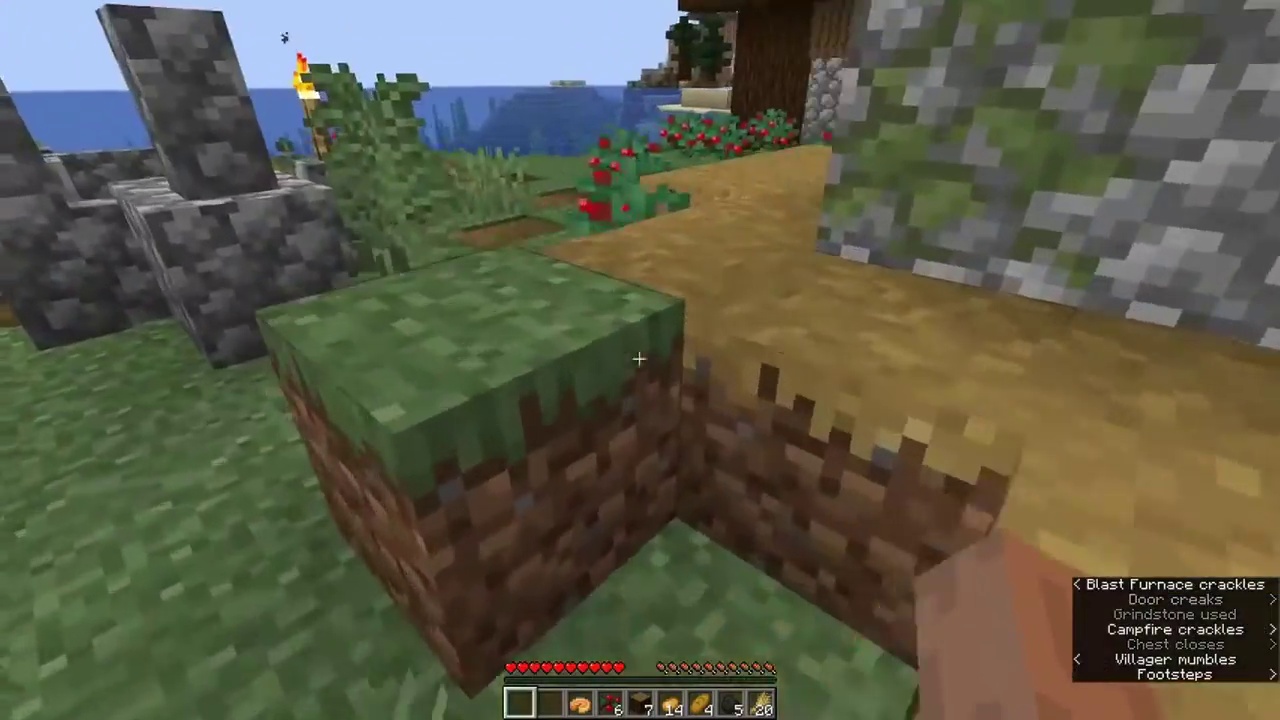 < Blast Furnace crackles
Door creaks >
Grindstone used
Campfire crackles >
Chest closes >
< Villager mumbles
Footsteps >
6 7 14 4 5 20